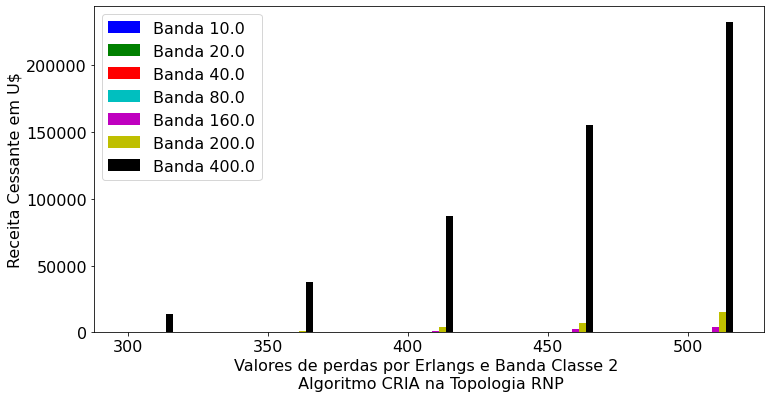 Banda 10.0
Banda 20.0
Banda 40.0
Banda 80.0
Banda 160.0
Banda 200.0
Banda 400.0
Receita Cessante em U$
200000
150000
100000
50000
0
300 350 400 450 500
Valores de perdas por Erlangs e Banda Classe 2
Algoritmo CRIA na Topologia RNP